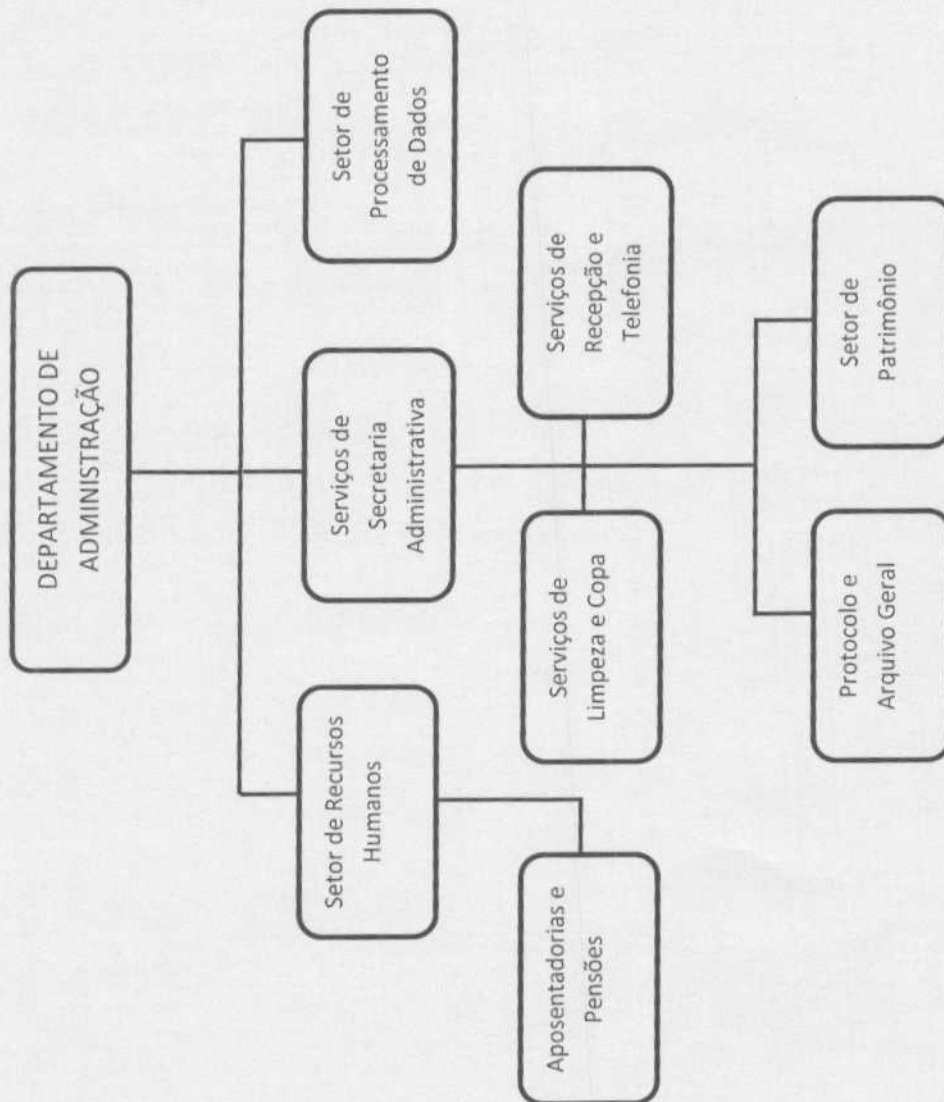 DEPARTAMENTO DE
ADMINISTRAÇÃO
Setor de Recursos
Humanos
Serviços de
Secretaria
Administrativa
Setor de
Processamento
de Dados
Aposentadorias e
Pensões
Serviços de
Limpeza e Copa
Serviços de
Recepção e
Telefonia
Protocolo e
Arquivo Geral
Setor de
Patrimônio